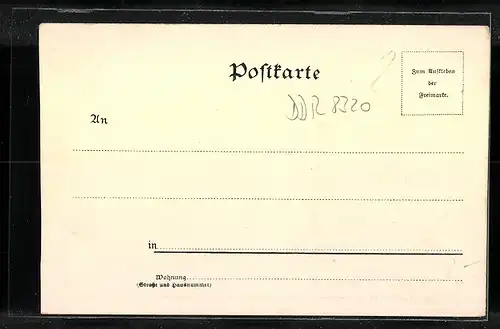 Postkarte
Zum Aufkleben
der
Freimarke.
DDR 8320
An
in
Wohnung
(Straße und Hausnummer)